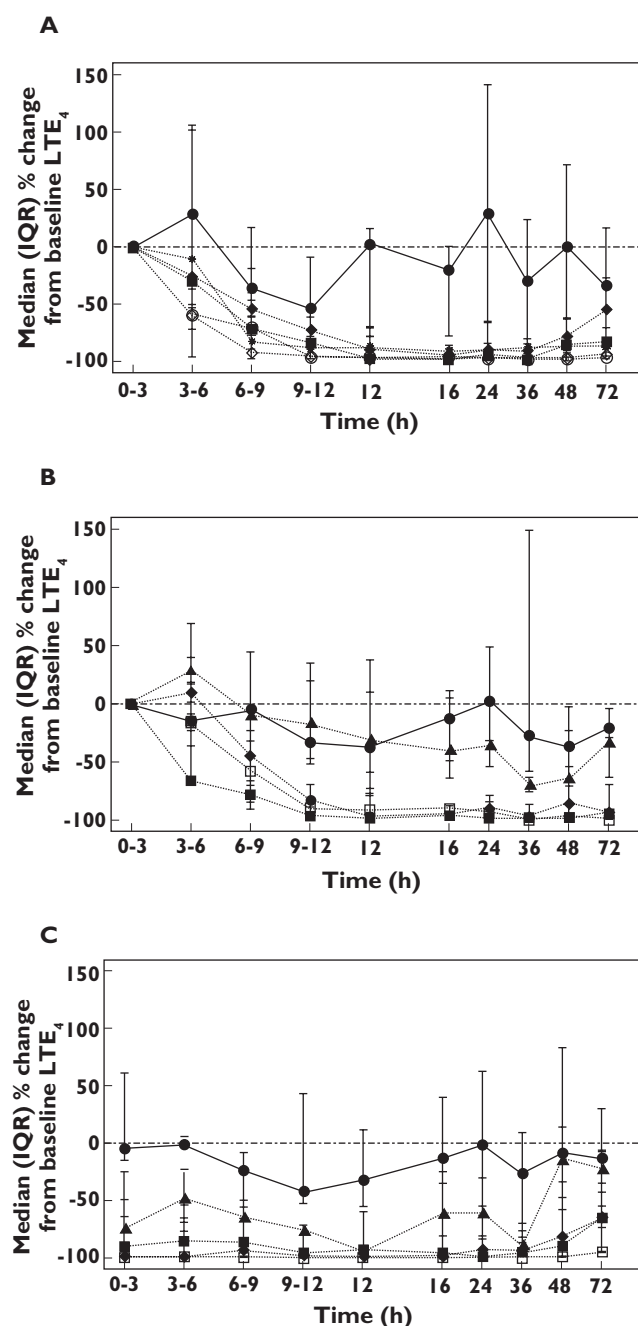 A
150
100
50
0
-50
-100
Median (IQR) % change
from baseline LTE4
0-3 3-6 6-9 9-12 12 16 24 36 48 72
Time (h)
B
150
100
50
0
-50
-100
Median (IQR) % change
from baseline LTE4
0-3 3-6 6-9 9-12 12 16 24 36 48 72
Time (h)
C
150
100
50
0
-50
-100
Median (IQR) % change
from baseline LTE4
0-3 3-6 6-9 9-12 12 16 24 36 48 72
Time (h)